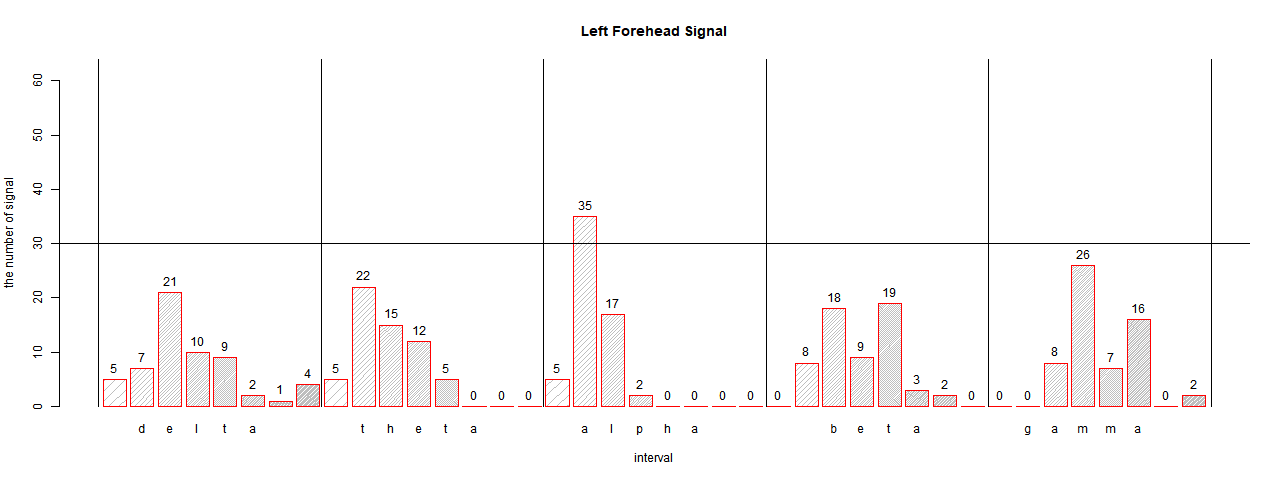 Left Forehead Signal
the number of signal
60
50
40
30
20
10
0
5 7 21 10 9 2 1 4 5 22 15 12 5 0 0 0 5 35 17 2 0 0 0 0 0 8 18 9 19 3 2 0 0 0 8 26 7 16 0 2
d e l t a t h e t a a l p h a b e t a g a m m a
interval